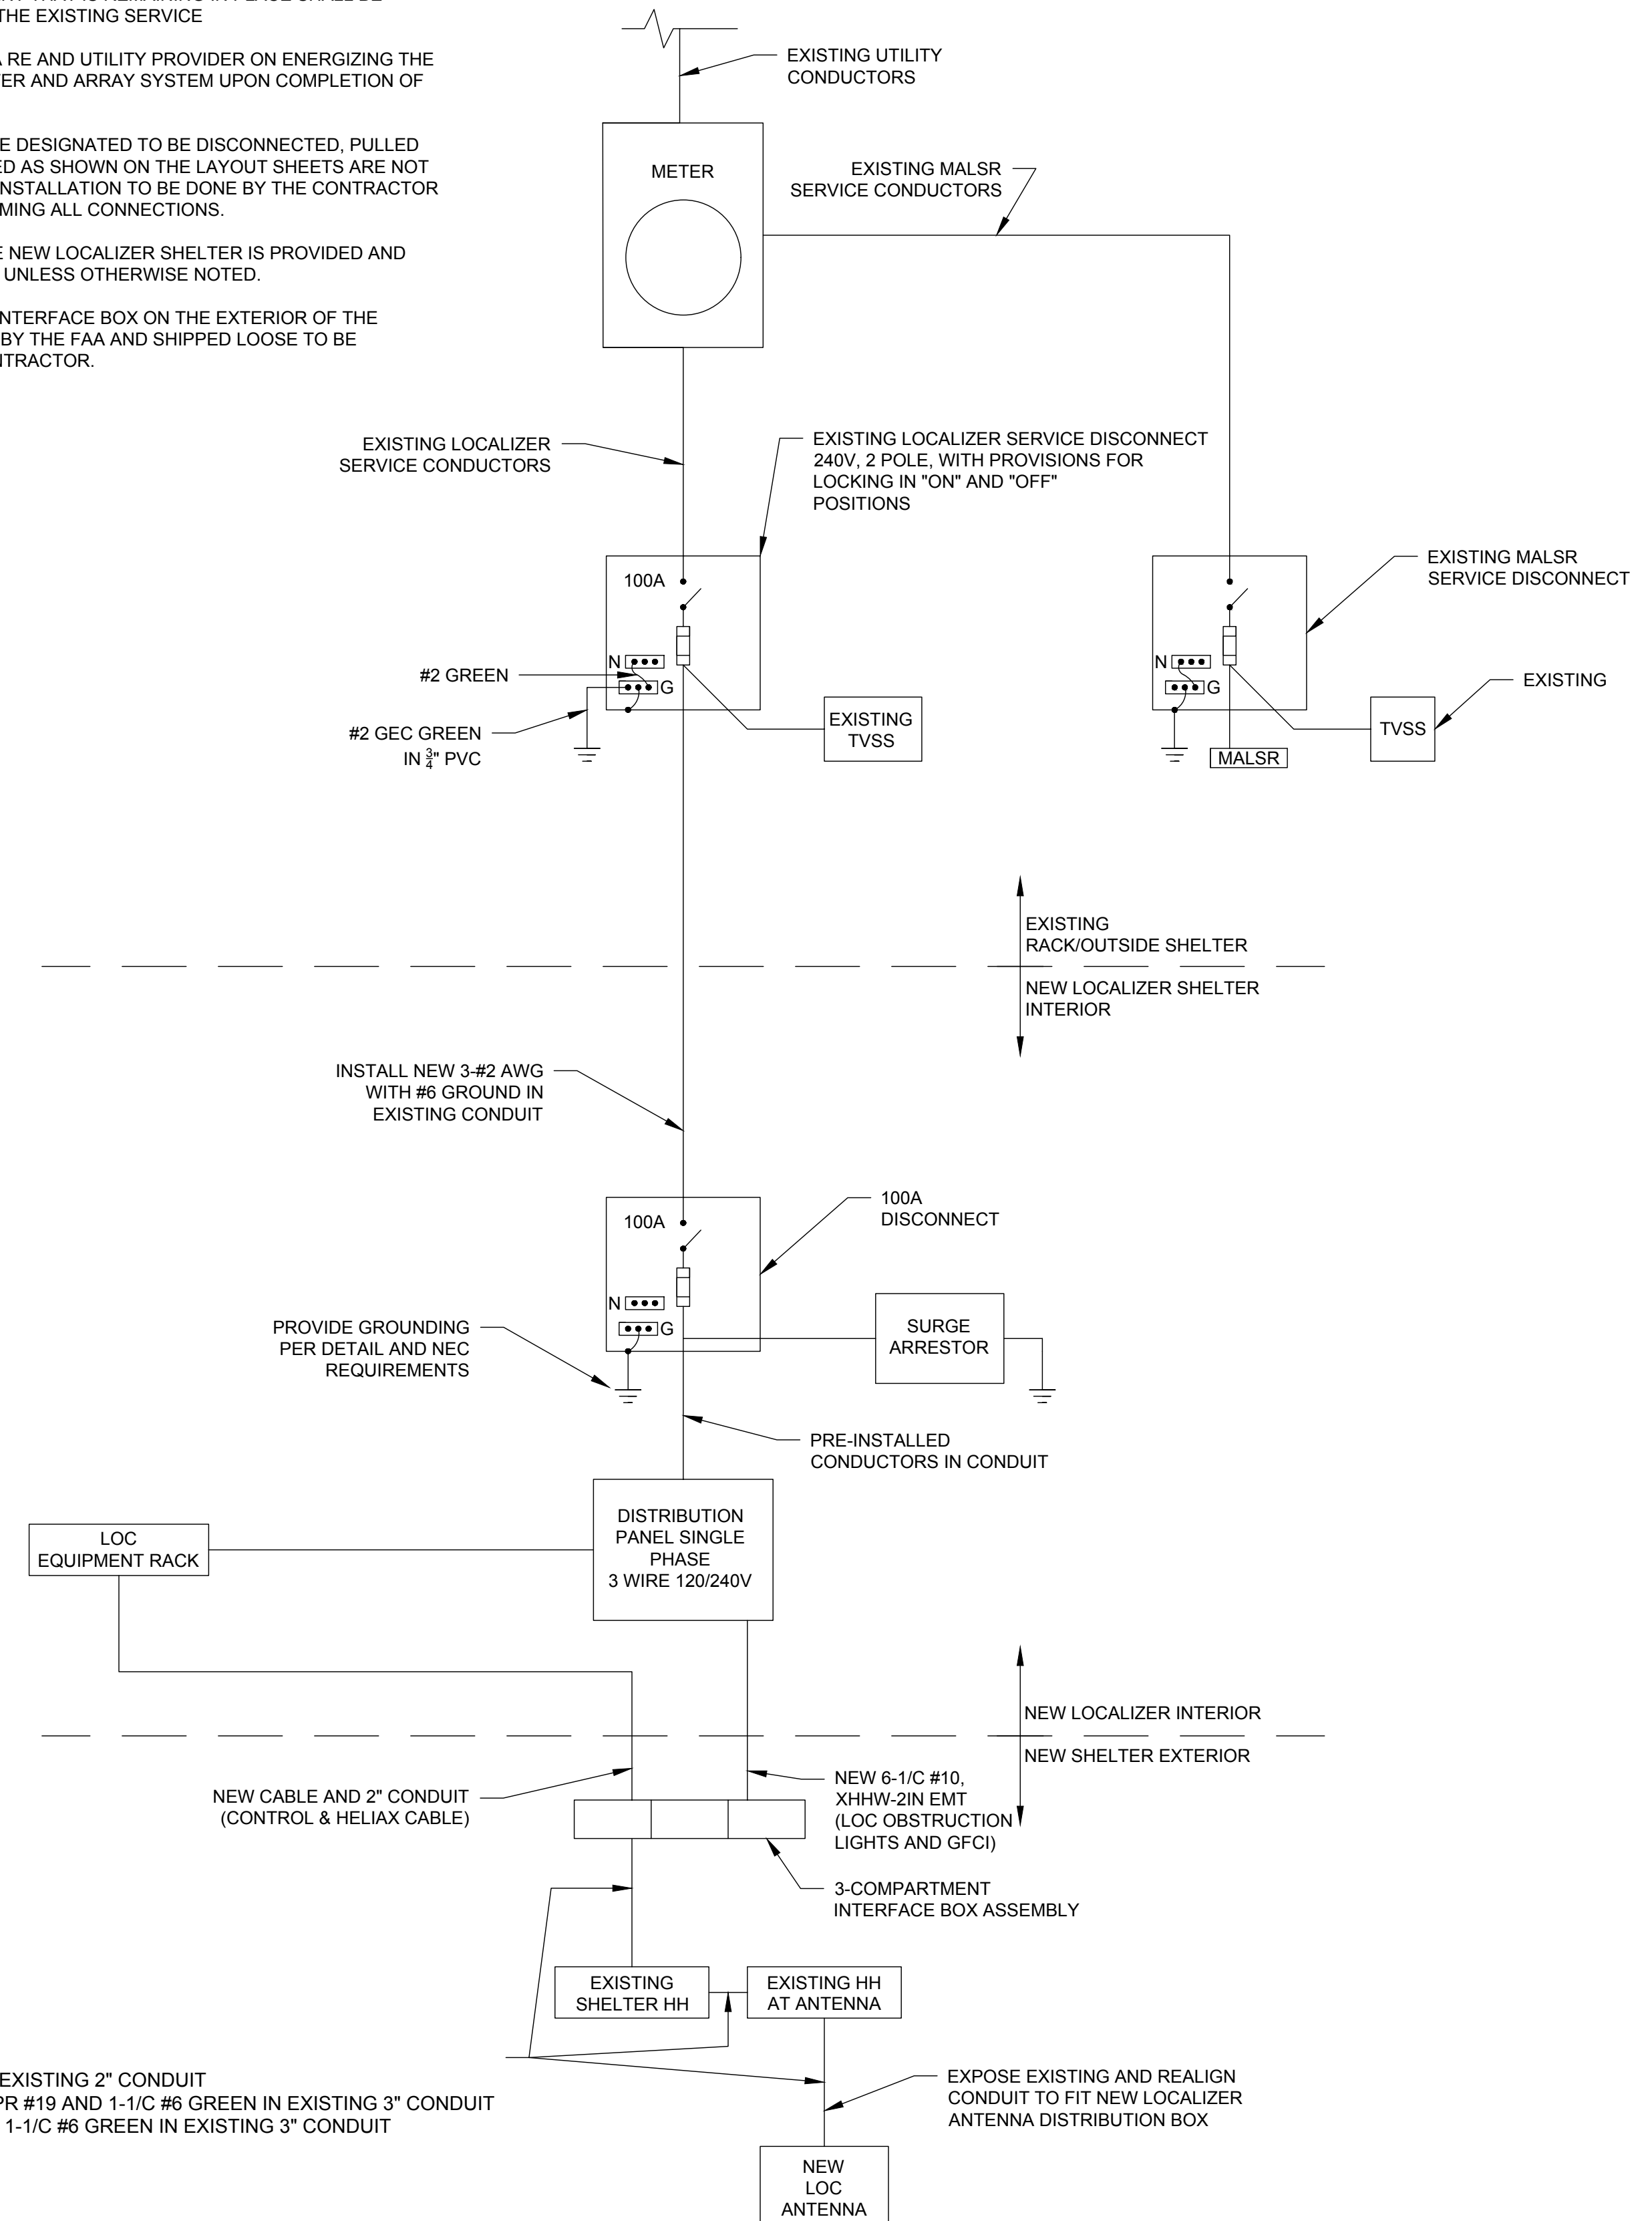 THE EXISTING SERVICE
A RE AND UTILITY PROVIDER ON ENERGIZING THE
ER AND ARRAY SYSTEM UPON COMPLETION OF
E DESIGNATED TO BE DISCONNECTED, PULLED
ED AS SHOWN ON THE LAYOUT SHEETS ARE NOT
INSTALLATION TO BE DONE BY THE CONTRACTOR
MING ALL CONNECTIONS.
E NEW LOCALIZER SHELTER IS PROVIDED AND
UNLESS OTHERWISE NOTED.
INTERFACE BOX ON THE EXTERIOR OF THE
BY THE FAA AND SHIPPED LOOSE TO BE
NTRACTOR.
EXISTING UTILITY
CONDUCTORS
METER
EXISTING MALSR
SERVICE CONDUCTORS
EXISTING LOCALIZER
SERVICE CONDUCTORS
EXISTING LOCALIZER SERVICE DISCONNECT
240V, 2 POLE, WITH PROVISIONS FOR
LOCKING IN "ON" AND "OFF"
POSITIONS
100A
N
G
#2 GREEN
#2 GEC GREEN
IN 3/4" PVC
EXISTING
TVSS
EXISTING MALSR
SERVICE DISCONNECT
N
G
MALSR
TVSS
EXISTING
EXISTING
RACK/OUTSIDE SHELTER
NEW LOCALIZER SHELTER
INTERIOR
INSTALL NEW 3-#2 AWG
WITH #6 GROUND IN
EXISTING CONDUIT
100A
N
G
100A
DISCONNECT
SURGE
ARRESTOR
PROVIDE GROUNDING
PER DETAIL AND NEC
REQUIREMENTS
PRE-INSTALLED
CONDUCTORS IN CONDUIT
DISTRIBUTION
PANEL SINGLE
PHASE
3 WIRE 120/240V
LOC
EQUIPMENT RACK
NEW LOCALIZER INTERIOR
NEW SHELTER EXTERIOR
NEW CABLE AND 2" CONDUIT
(CONTROL & HELIAX CABLE)
NEW 6-1/C #10,
XHHW-2IN EMT
(LOC OBSTRUCTION
LIGHTS AND GFCI)
3-COMPARTMENT
INTERFACE BOX ASSEMBLY
EXISTING
SHELTER HH
EXISTING HH
AT ANTENNA
EXISTING 2" CONDUIT
PR #19 AND 1-1/C #6 GREEN IN EXISTING 3" CONDUIT
1-1/C #6 GREEN IN EXISTING 3" CONDUIT
EXPOSE EXISTING AND REALIGN
CONDUIT TO FIT NEW LOCALIZER
ANTENNA DISTRIBUTION BOX
NEW
LOC
ANTENNA